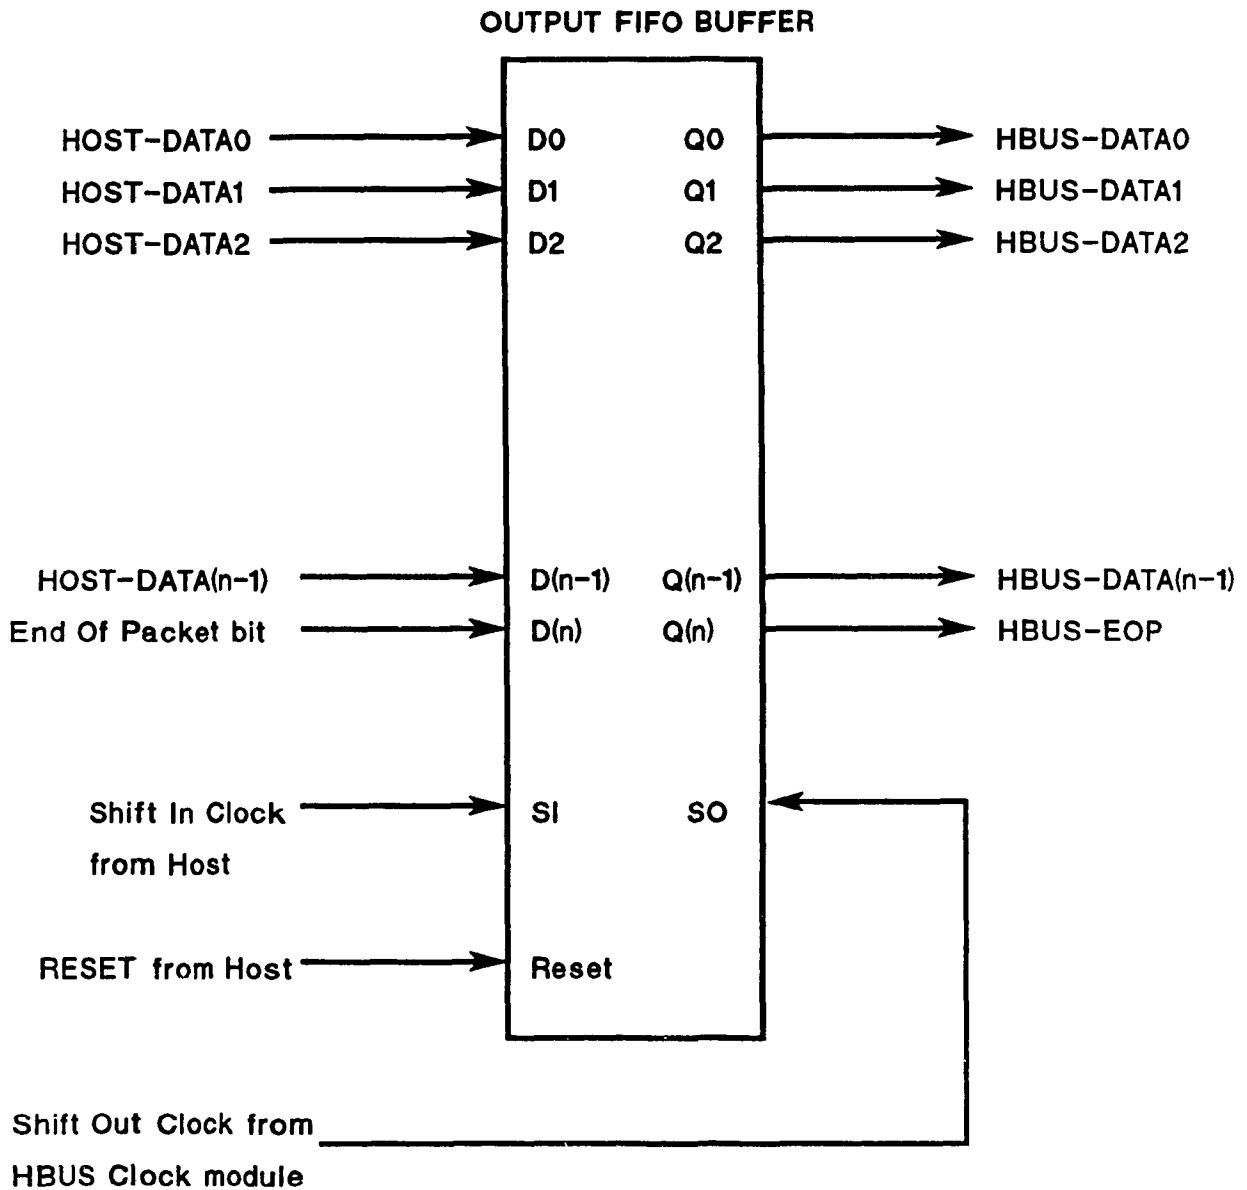 OUTPUT FIFO BUFFER
HOST-DATA0
D0
Q0
HBUS-DATA0
HOST-DATA1
D1
Q1
HBUS-DATA1
HOST-DATA2
D2
Q2
HBUS-DATA2
HOST-DATA(n-1)
D(n-1)
Q(n-1)
HBUS-DATA(n-1)
End Of Packet bit
D(n)
Q(n)
HBUS-EOP
Shift In Clock
from Host
SI
SO
RESET from Host
Reset
Shift Out Clock from
HBUS Clock module